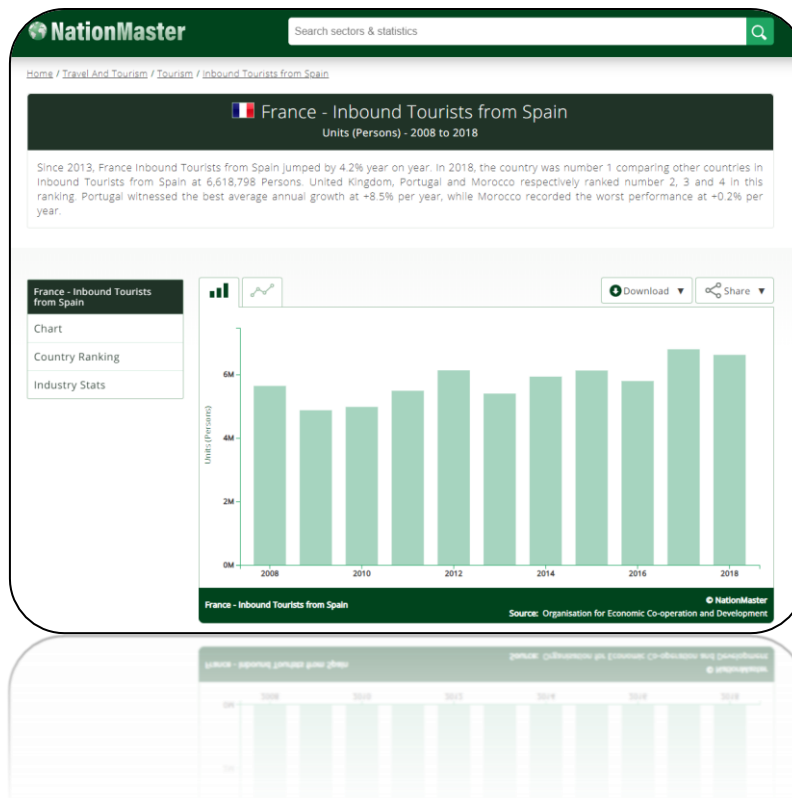 NationMaster
Search sectors & statistics
Home / Travel And Tourism / Tourism / Inbound Tourists from Spain
France - Inbound Tourists from Spain
Units (Persons) - 2008 to 2018
Since 2013, France Inbound Tourists from Spain jumped by 4.2% year on year. In 2018, the country was number 1 comparing other countries in
Inbound Tourists from Spain at 6,618,798 Persons. United Kingdom, Portugal and Morocco respectively ranked number 2, 3 and 4 in this
ranking. Portugal witnessed the best average annual growth at +8.5% per year, while Morocco recorded the worst performance at +0.2% per
year.
France - Inbound Tourists
from Spain
Chart
Country Ranking
Industry Stats
Download ▼
Share ▼
Units (Persons)
6M
4M
2M
0M
2008 2010 2012 2014 2016 2018
France - Inbound Tourists from Spain
© NationMaster
Source: Organisation for Economic Co-operation and Development